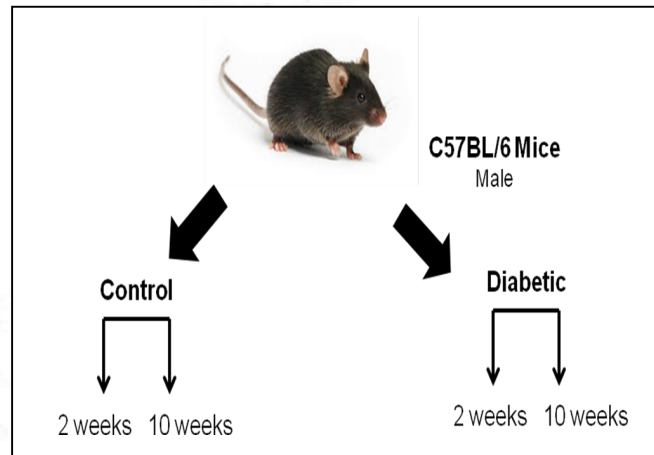 C57BL/6 Mice
Male
Control
Diabetic
2 weeks 10 weeks
2 weeks 10 weeks